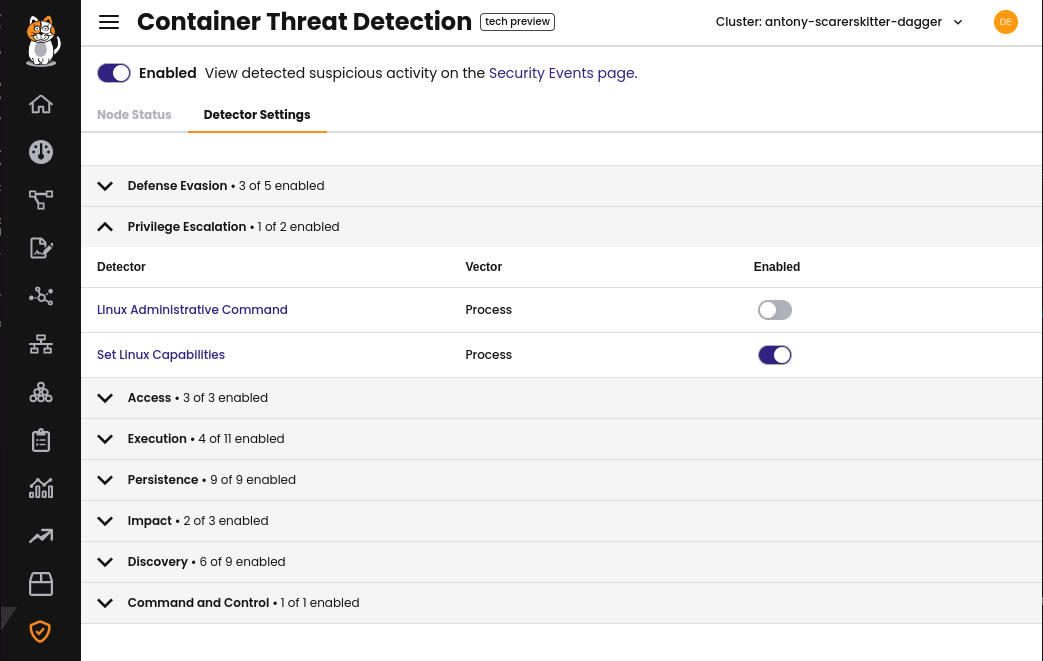 Container Threat Detection tech preview Cluster: antony-scarerskitter-dagger DE
Enabled View detected suspicious activity on the Security Events page.
Node Status Detector Settings
Defense Evasion • 3 of 5 enabled
Privilege Escalation • 1 of 2 enabled
Detector Vector Enabled
Linux Administrative Command Process
Set Linux Capabilities Process
Access • 3 of 3 enabled
Execution • 4 of 11 enabled
Persistence • 9 of 9 enabled
Impact • 2 of 3 enabled
Discovery • 6 of 9 enabled
Command and Control • 1 of 1 enabled